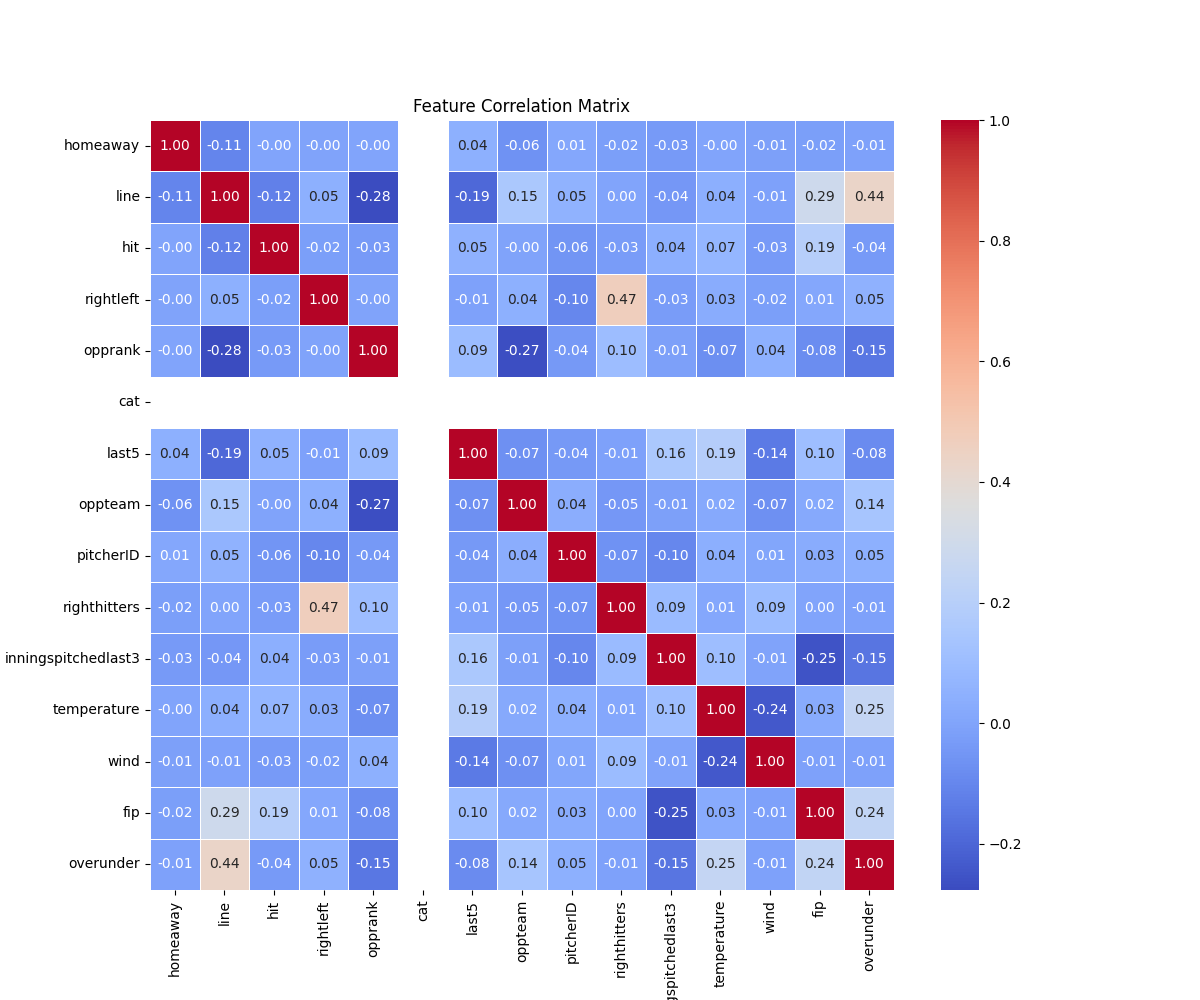 Feature Correlation Matrix
homeaway 1.00 -0.11 -0.00 -0.00 -0.00 0.04 -0.06 0.01 -0.02 -0.03 -0.00 -0.01 -0.02 -0.01
line -0.11 1.00 -0.12 0.05 -0.28 -0.19 0.15 0.05 0.00 -0.04 0.04 -0.01 0.29 0.44
hit -0.00 -0.12 1.00 -0.02 -0.03 0.05 -0.00 -0.06 -0.03 0.04 0.07 -0.03 0.19 -0.04
rightleft -0.00 0.05 -0.02 1.00 -0.00 -0.01 0.04 -0.10 0.47 -0.03 0.03 -0.02 0.01 0.05
opprank -0.00 -0.28 -0.03 -0.00 1.00 0.09 -0.27 -0.04 0.10 -0.01 -0.07 0.04 -0.08 -0.15
cat
last5 0.04 -0.19 0.05 -0.01 0.09 1.00 -0.07 -0.04 -0.01 0.16 0.19 -0.14 0.10 -0.08
oppteam -0.06 0.15 -0.00 0.04 -0.27 -0.07 1.00 0.04 -0.05 -0.01 0.02 -0.07 0.02 0.14
pitcherID 0.01 0.05 -0.06 -0.10 -0.04 -0.04 0.04 1.00 -0.07 -0.10 0.04 0.01 0.03 0.05
righthitters -0.02 0.00 -0.03 0.47 0.10 -0.01 -0.05 -0.07 1.00 0.09 0.01 0.09 0.00 -0.01
inningspitchedlast3 -0.03 -0.04 0.04 -0.03 -0.01 0.16 -0.01 -0.10 0.09 1.00 0.10 -0.01 -0.25 -0.15
temperature -0.00 0.04 0.07 0.03 -0.07 0.19 0.02 0.04 0.01 0.10 1.00 -0.24 0.03 0.25
wind -0.01 -0.01 -0.03 -0.02 0.04 -0.14 -0.07 0.01 0.09 -0.01 -0.24 1.00 -0.01 -0.01
fip -0.02 0.29 0.19 0.01 -0.08 0.10 0.02 0.03 0.00 -0.25 0.03 -0.01 1.00 0.24
overunder -0.01 0.44 -0.04 0.05 -0.15 -0.08 0.14 0.05 -0.01 -0.15 0.25 -0.01 0.24 1.00
homeaway
line
hit
rightleft
opprank
cat
last5
oppteam
pitcherID
righthitters
gspitchedlast3
temperature
wind
fip
overunder
1.0
0.8
0.6
0.4
0.2
0.0
−0.2